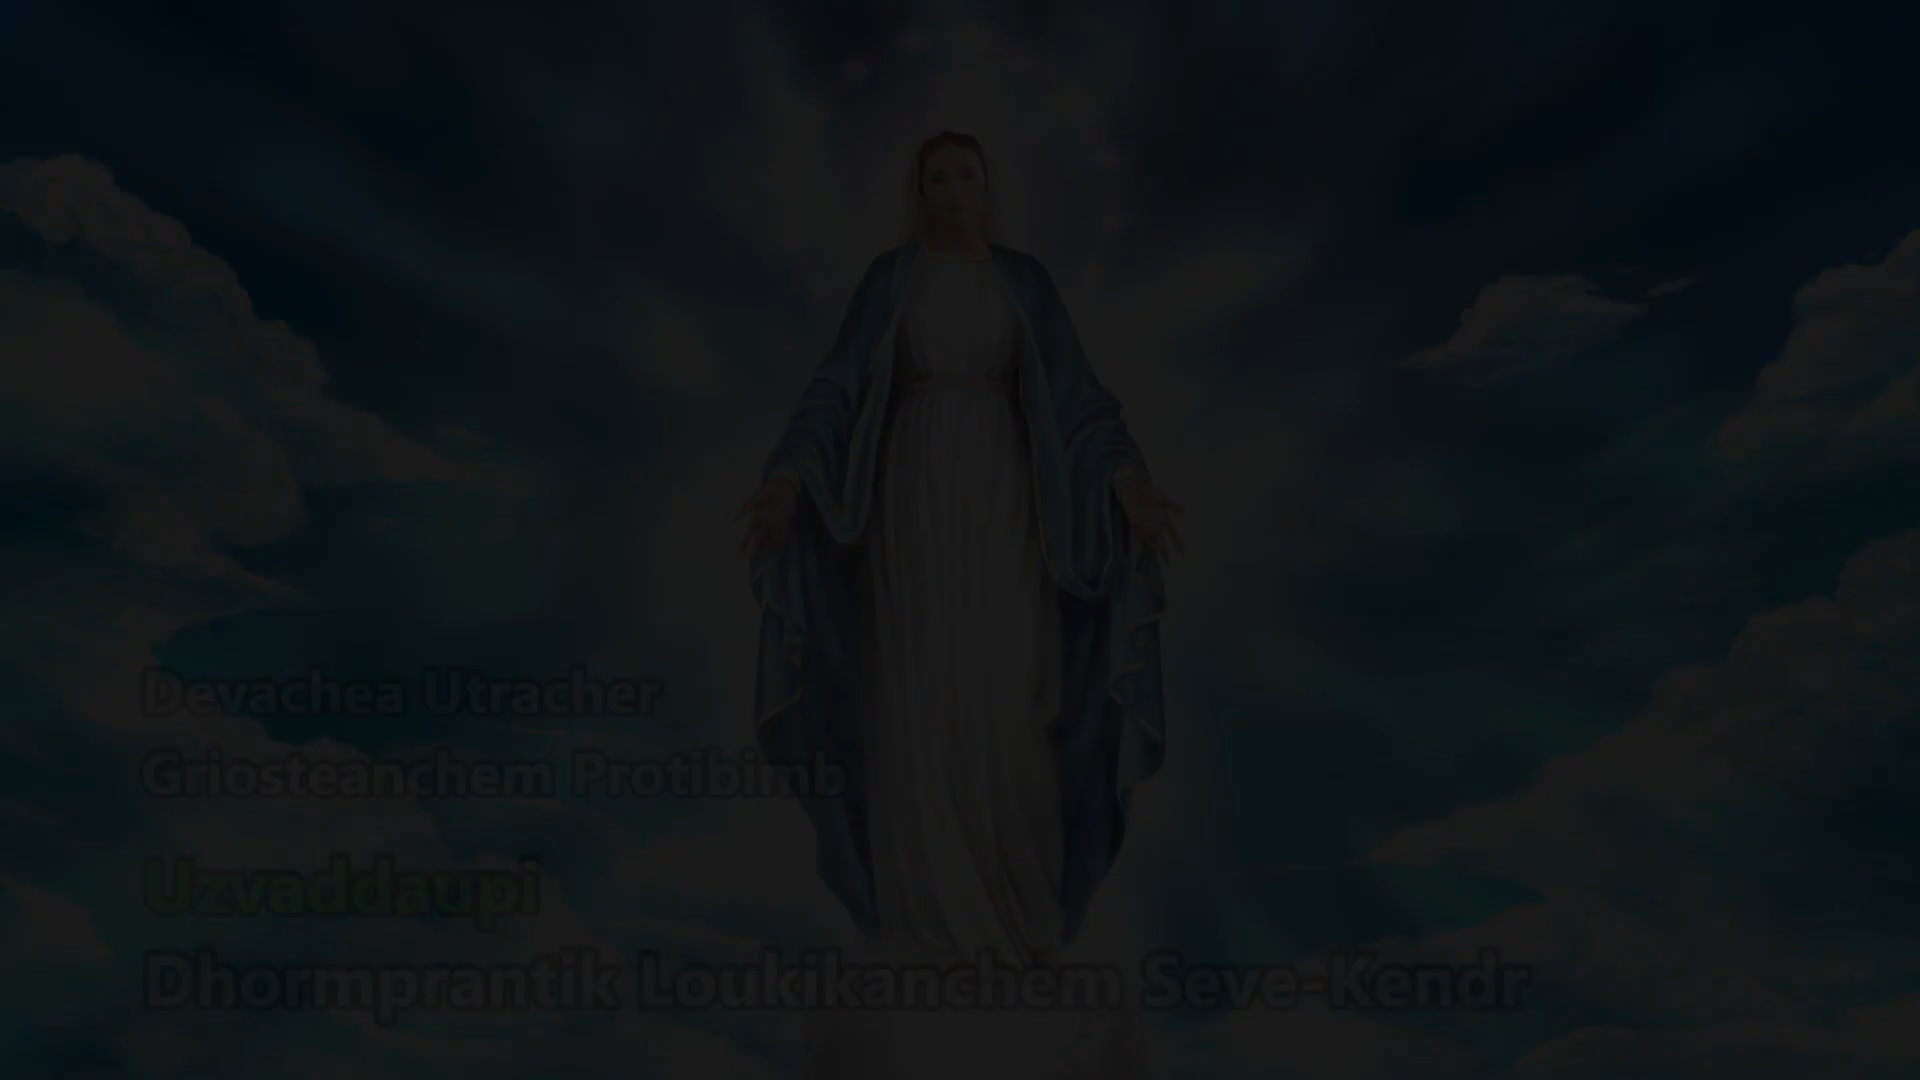 Devachea Utracher
Griosteanchem Protibimb
Uzvaddaupi
Dhormprantik Loukikanchem Seve-Kendr